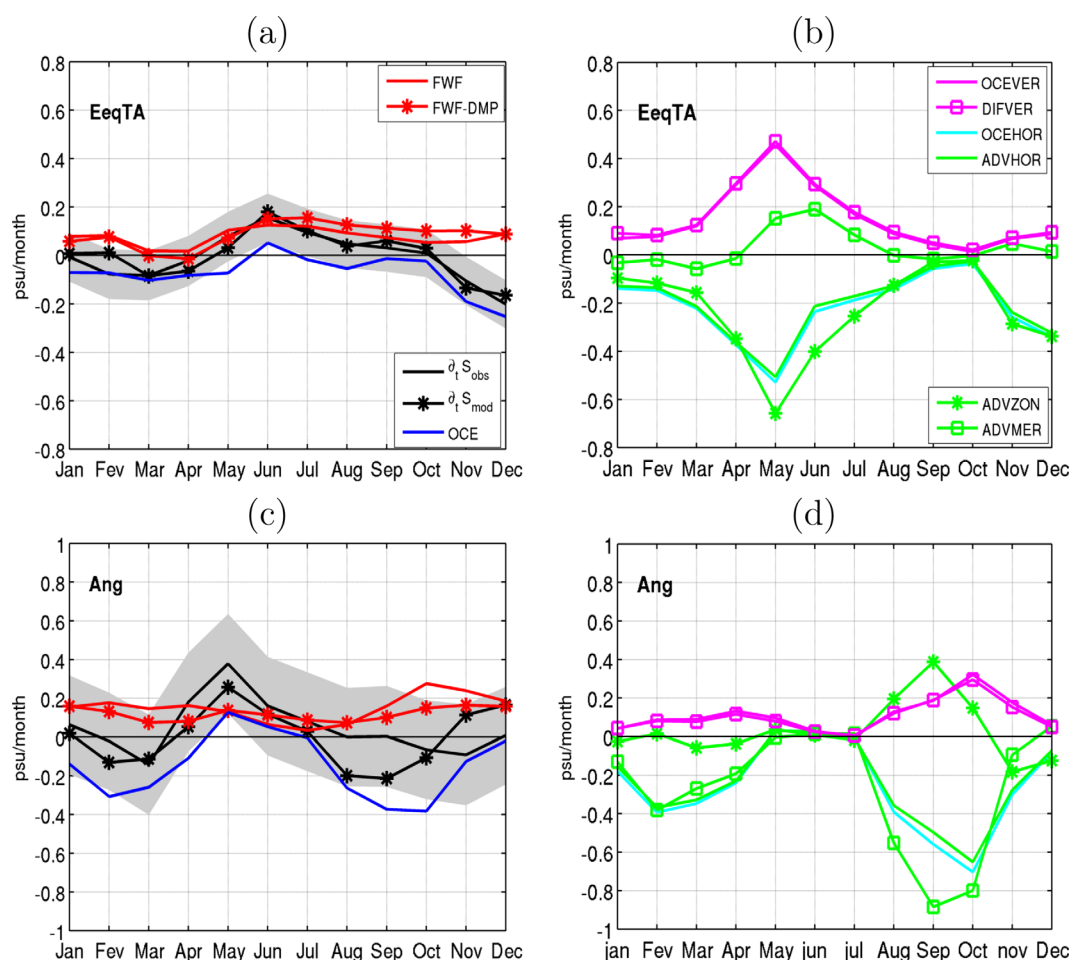 (a)
0.8
0.6
0.4
0.2
0
-0.2
-0.4
-0.6
-0.8
psu/month
EeqTA
FWF
FWF-DMP
∂t Sobs
∂t Smod
OCE
Jan Fev Mar Apr May Jun Jul Aug Sep Oct Nov Dec
(b)
0.8
0.6
0.4
0.2
0
-0.2
-0.4
-0.6
-0.8
EeqTA
OCEVER
DIFVER
OCEHOR
ADVHOR
ADVZON
ADVMER
Jan Fev Mar Apr May Jun Jul Aug Sep Oct Nov Dec
(c)
1
0.8
0.6
0.4
0.2
0
-0.2
-0.4
-0.6
-0.8
-1
psu/month
Ang
Jan Fev Mar Apr May Jun Jul Aug Sep Oct Nov Dec
(d)
1
0.8
0.6
0.4
0.2
0
-0.2
-0.4
-0.6
-0.8
-1
Ang
jan Fev Mar Apr May jun jul Aug Sep Oct nov Dec